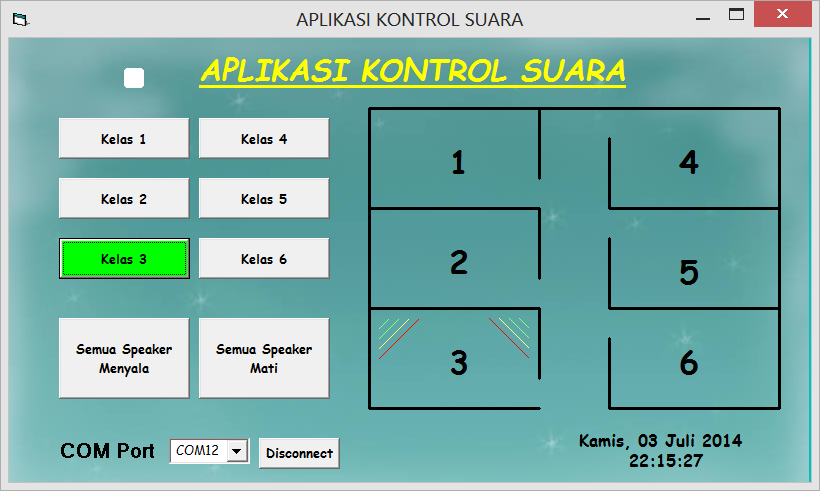 APLIKASI KONTROL SUARA
APLIKASI KONTROL SUARA
Kelas 1
Kelas 4
Kelas 2
Kelas 5
Kelas 3
Kelas 6
Semua Speaker
Menyala
Semua Speaker
Mati
COM Port
COM12
Disconnect
1
4
2
5
3
6
Kamis, 03 Juli 2014
22:15:27